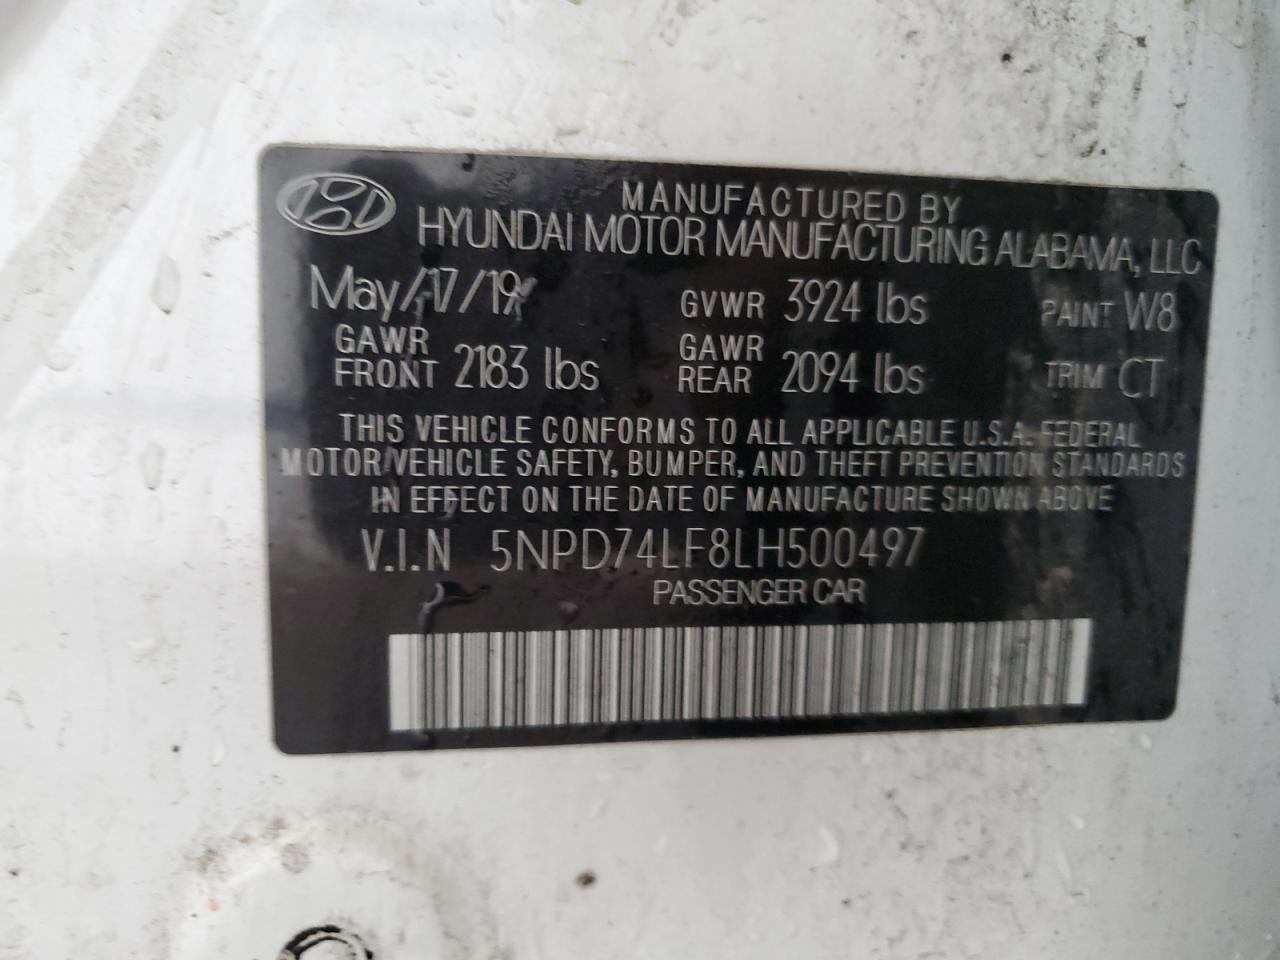 MANUFACTURED BY
HYUNDAI MOTOR MANUFACTURING ALABAMA, LLC
May/17/19 GVWR 3924 lbs PAINT W8
GAWR FRONT 2183 lbs GAWR REAR 2094 lbs TRIM CT
THIS VEHICLE CONFORMS TO ALL APPLICABLE U.S.A. FEDERAL
MOTOR VEHICLE SAFETY, BUMPER, AND THEFT PREVENTION STANDARDS
IN EFFECT ON THE DATE OF MANUFACTURE SHOWN ABOVE
V.I.N 5NPD74LF8LH500497
PASSENGER CAR